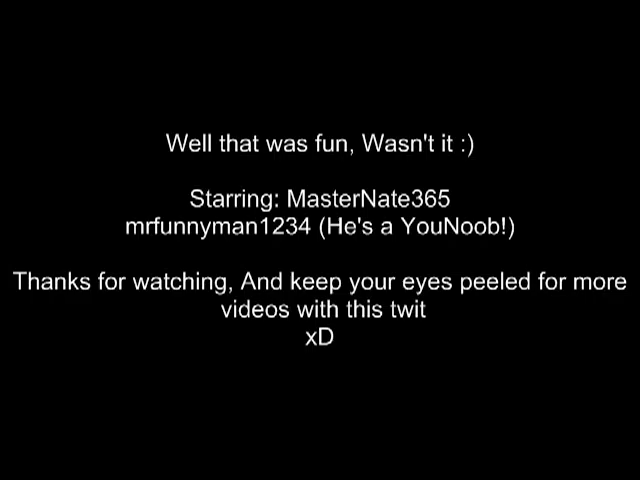 Well that was fun, Wasn't it :)
Starring: MasterNate365
mrfunnyman1234 (He's a YouNoob!)
Thanks for watching, And keep your eyes peeled for more
videos with this twit
xD